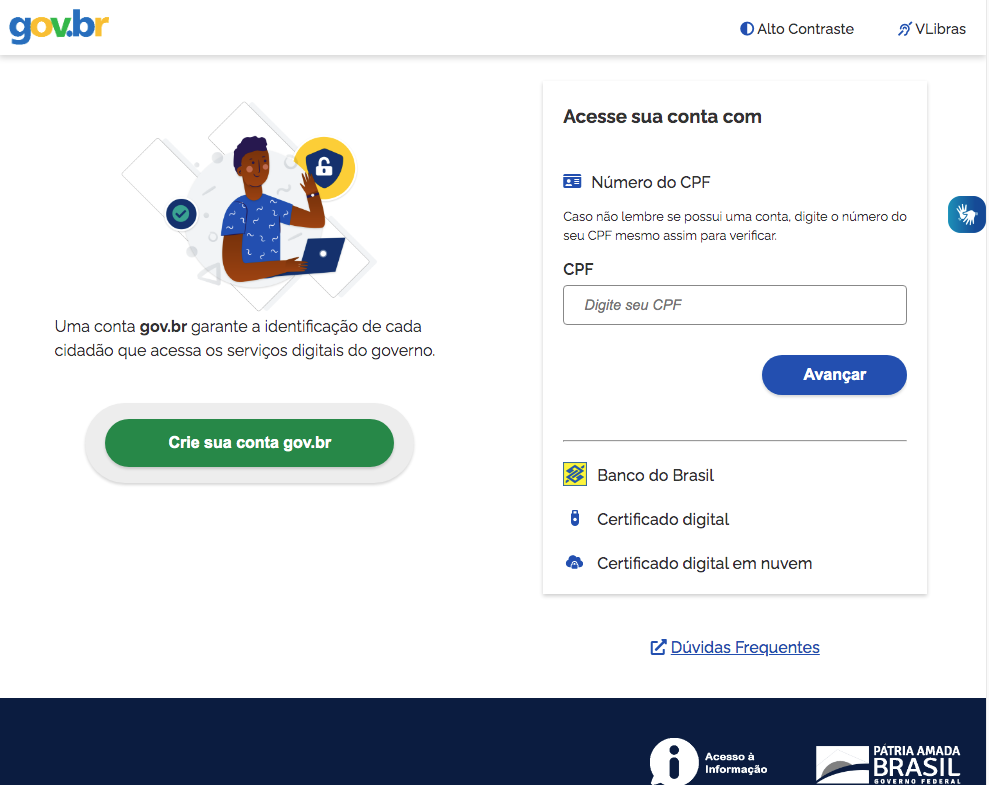 gov.br
Alto Contraste
VLibras
Uma conta gov.br garante a identificação de cada
cidadão que acessa os serviços digitais do governo.
Crie sua conta gov.br
Acesse sua conta com
Número do CPF
Caso não lembre se possui uma conta, digite o número do
seu CPF mesmo assim para verificar.
CPF
Digite seu CPF
Avançar
Banco do Brasil
Certificado digital
Certificado digital em nuvem
Dúvidas Frequentes
Acesso à
Informação
PÁTRIA AMADA
BRASIL
GOVERNO FEDERAL